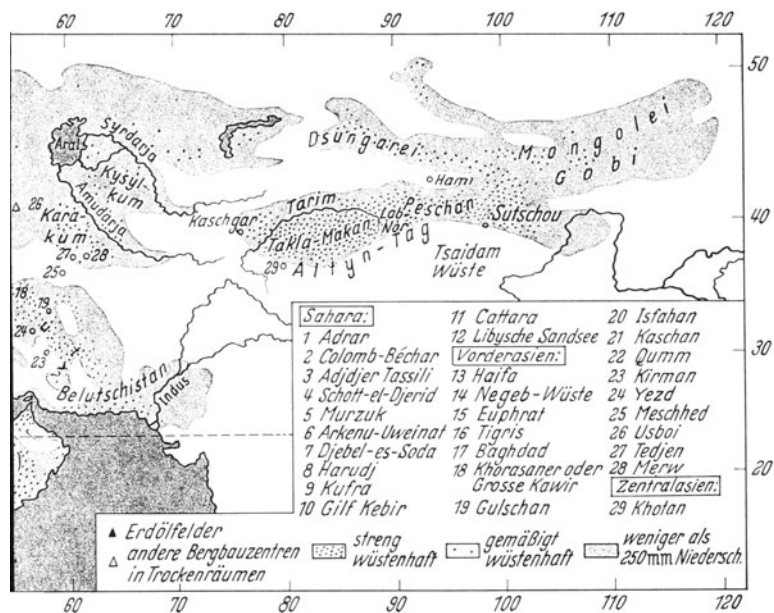 60 70 80 90 100 110 120
50
Aral
Syrdarja
Dsungarei
Mongolei
Gobi
Kysyl-
kum
Hami
26
Amudarja
Kara-
kum
Kaschgar
Tarim
Lob
Nor
Peschan
Sutschou
40
Takla-Makan
27 28
25
29
Altyn-Tag
Tsaidam
Wüste
18
19
24
23
30
Belutschistan
Indus
20
Sahara:
1 Adrar
2 Colomb-Béchar
3 Adjdjer Tassili
4 Schott-el-Djerid
5 Murzuk
6 Arkenu-Uweinat
7 Djebel-es-Soda
8 Harudj
9 Kufra
10 Gilf Kebir
11 Cattara
12 Libysche Sandsee
Vorderasien:
13 Haifa
14 Negeb-Wüste
15 Euphrat
16 Tigris
17 Baghdad
18 Khorasaner oder
Grosse Kawir
19 Gulschan
20 Isfahan
21 Kaschan
22 Qumm
23 Kirman
24 Yezd
25 Meschhed
26 Usboi
27 Tedjen
28 Merw
Zentralasien:
29 Khotan
Erdölfelder
andere Bergbauzentren
in Trockenräumen
streng
wüstenhaft
gemäßigt
wüstenhaft
weniger als
250mm Niedersch.
60 70 80 90 100 110 120